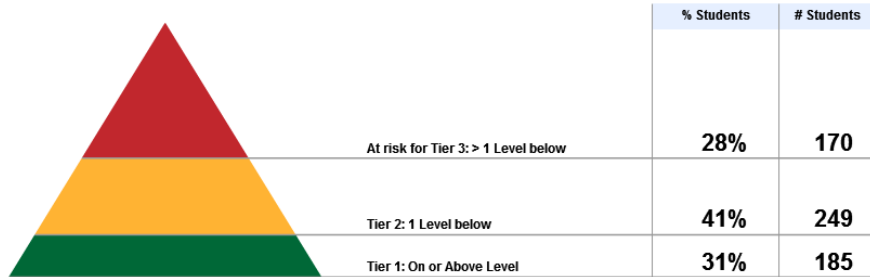 % Students # Students
At risk for Tier 3: > 1 Level below 28% 170
Tier 2: 1 Level below 41% 249
Tier 1: On or Above Level 31% 185